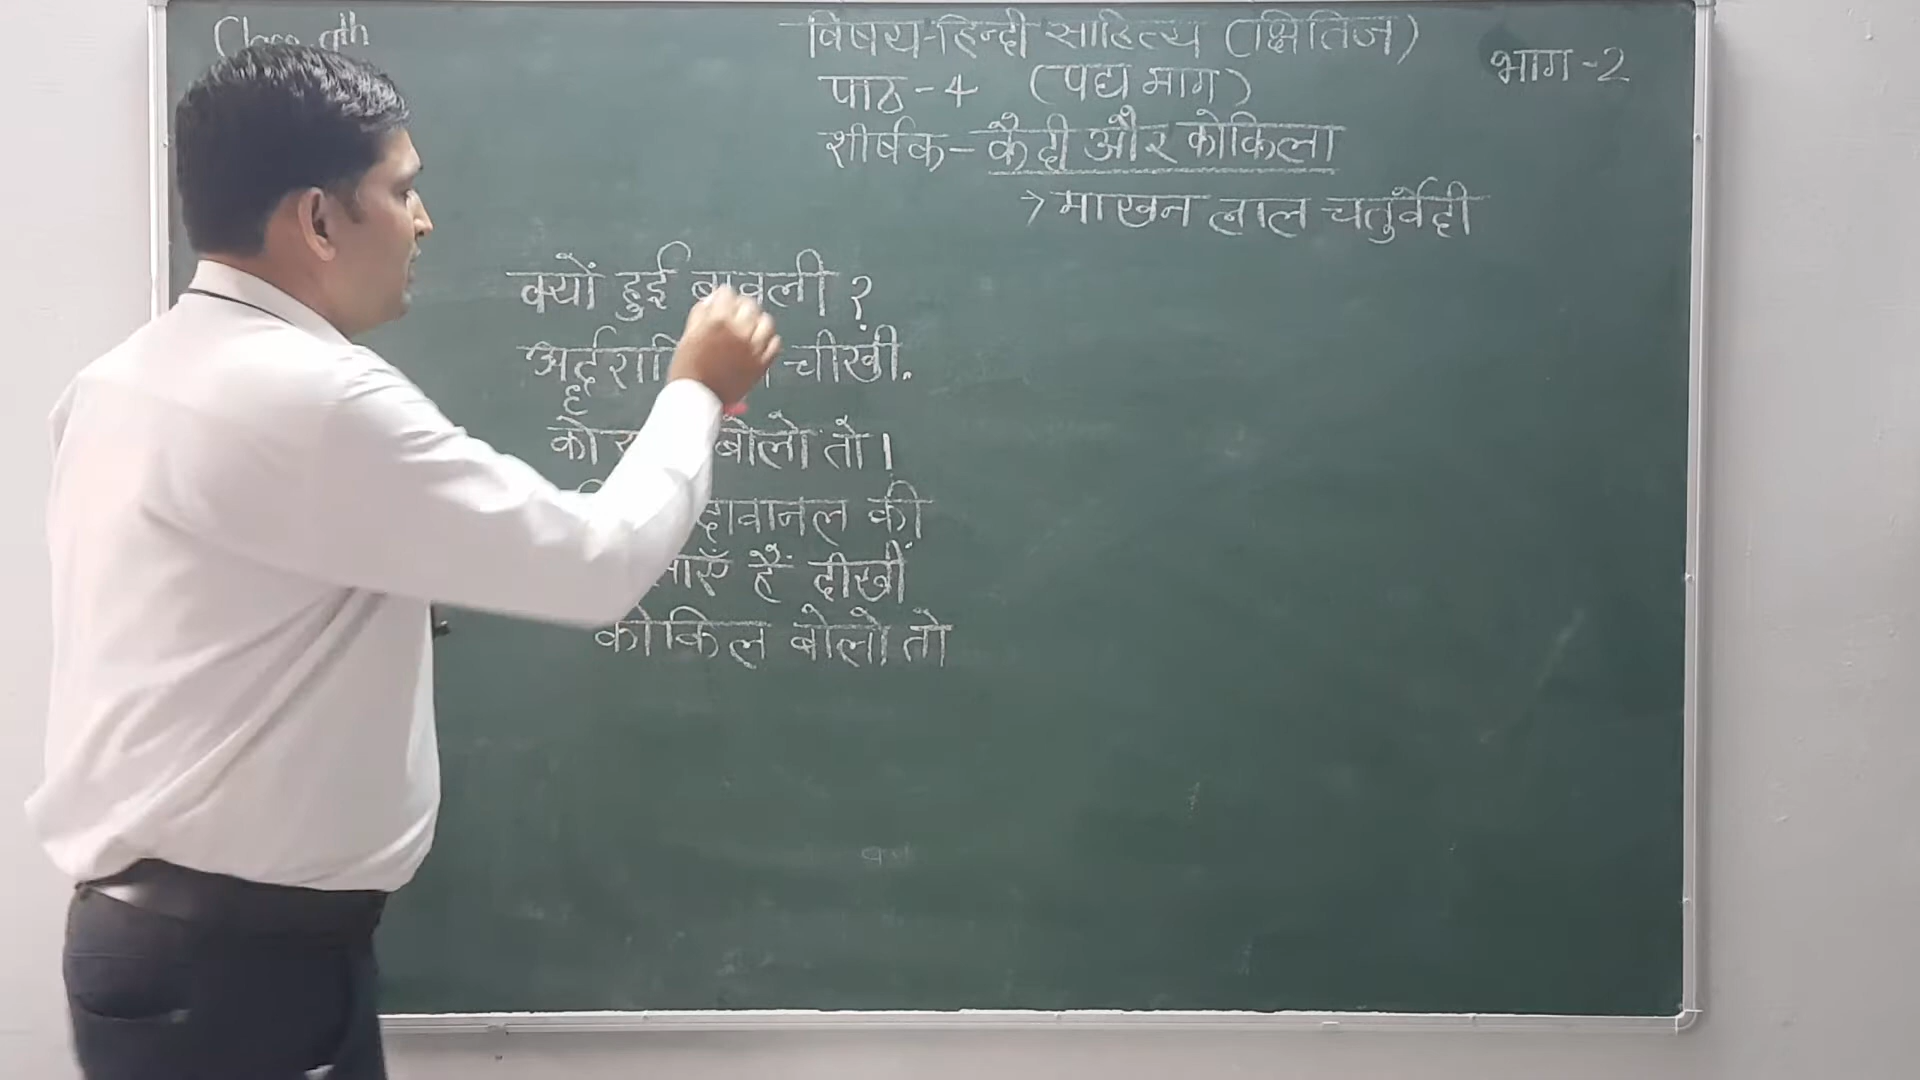 Class 9th
विषय-हिन्दी साहित्य (क्षितिज)
भाग-2
पाठ-4 (पद्य भाग)
शीर्षक-कैदी और कोकिला
→माखन लाल चतुर्वेदी
क्यों हुई बावली?
चीखी.
बोलो तो।
दावानल की
हैं दीखीं
कोकिल बोलो तो